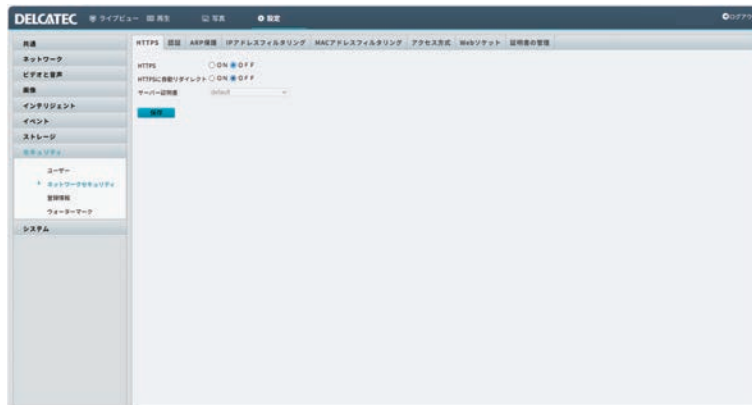 DELCATEC ライブビュー 再生 写真 設定 ログアウ
共通
ネットワーク
ビデオと音声
画像
インテリジェント
イベント
ストレージ
セキュリティ
ユーザー
ネットワークセキュリティ
登録情報
ウォーターマーク
システム
HTTPS 認証 ARP保護 IPアドレスフィルタリング MACアドレスフィルタリング アクセス方式 Webソケット 証明書の管理
HTTPS ON OFF
HTTPSに自動リダイレクト ON OFF
サーバー証明書 default
保存